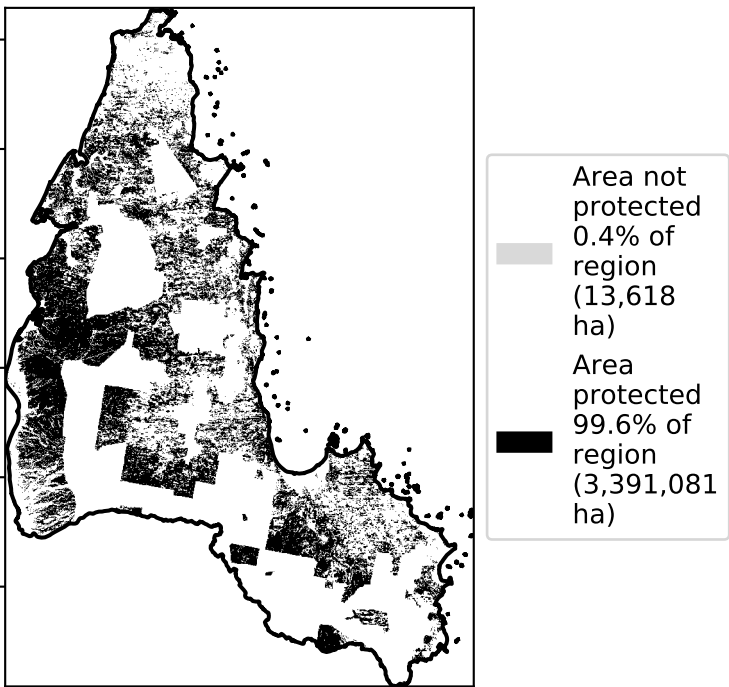 Area not
protected
0.4% of
region
(13,618
ha)
Area
protected
99.6% of
region
(3,391,081
ha)